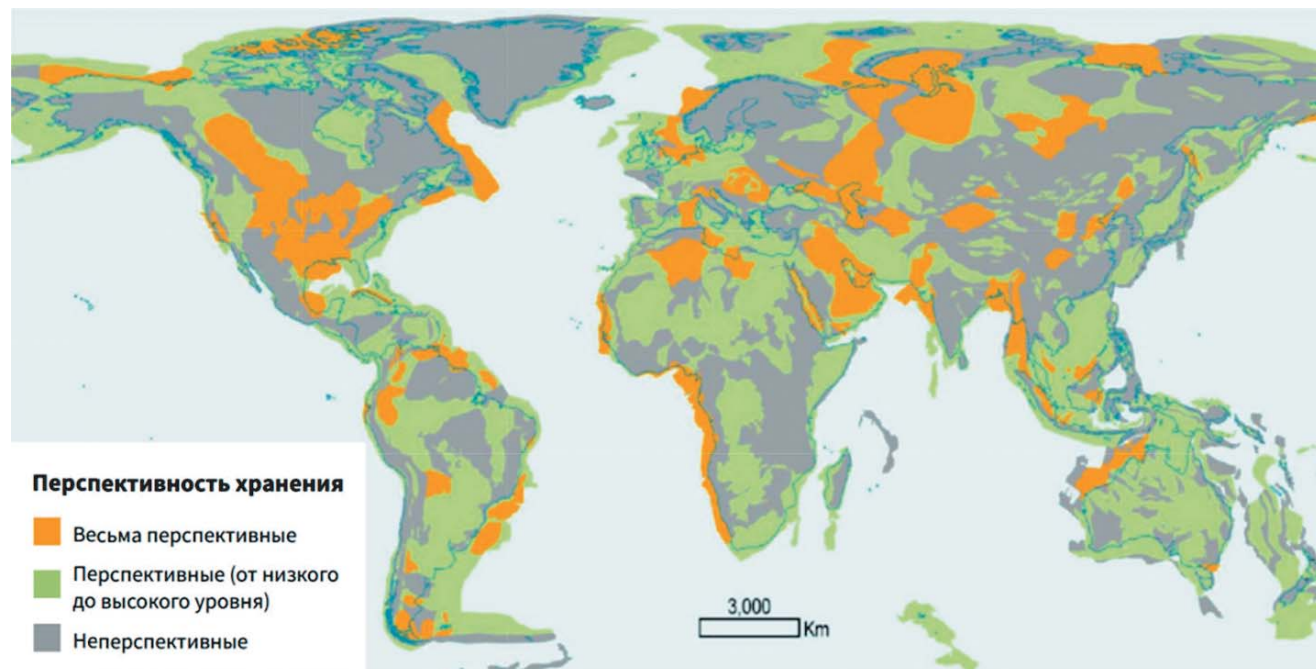 Перспективность хранения
Весьма перспективные
Перспективные (от низкого
до высокого уровня)
Неперспективные
3,000
Km